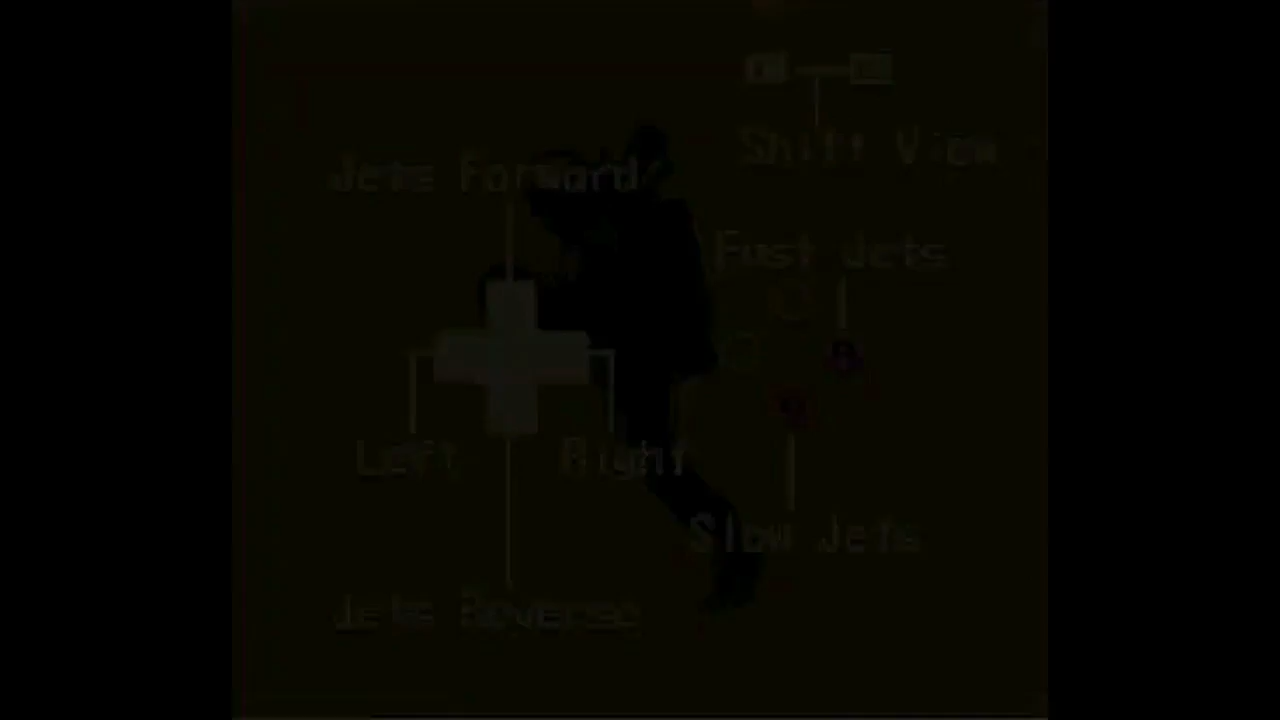 Shift View
Jets Forward
Fast Jets
Left
Right
Slow Jets
Jets Reverse